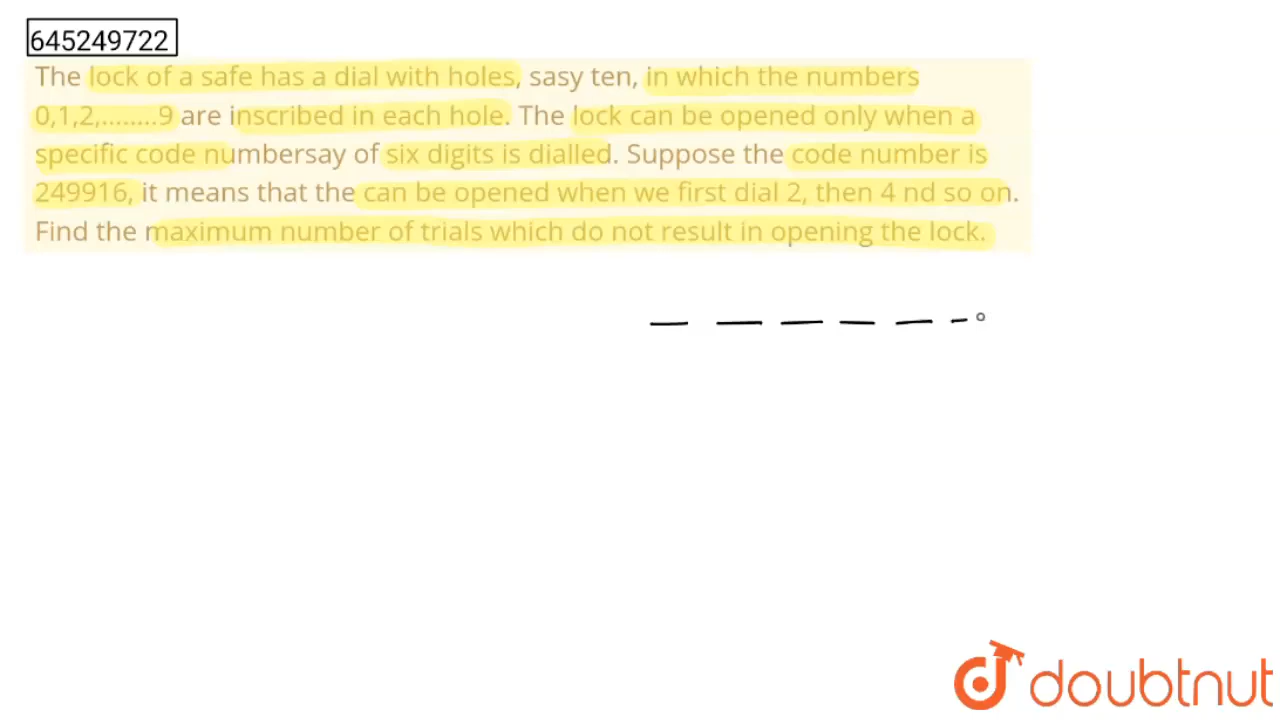 645249722
The lock of a safe has a dial with holes, sasy ten, in which the numbers
0,1,2,........9 are inscribed in each hole. The lock can be opened only when a
specific code numbersay of six digits is dialled. Suppose the code number is
249916, it means that the can be opened when we first dial 2, then 4 nd so on.
Find the maximum number of trials which do not result in opening the lock.
doubtnut